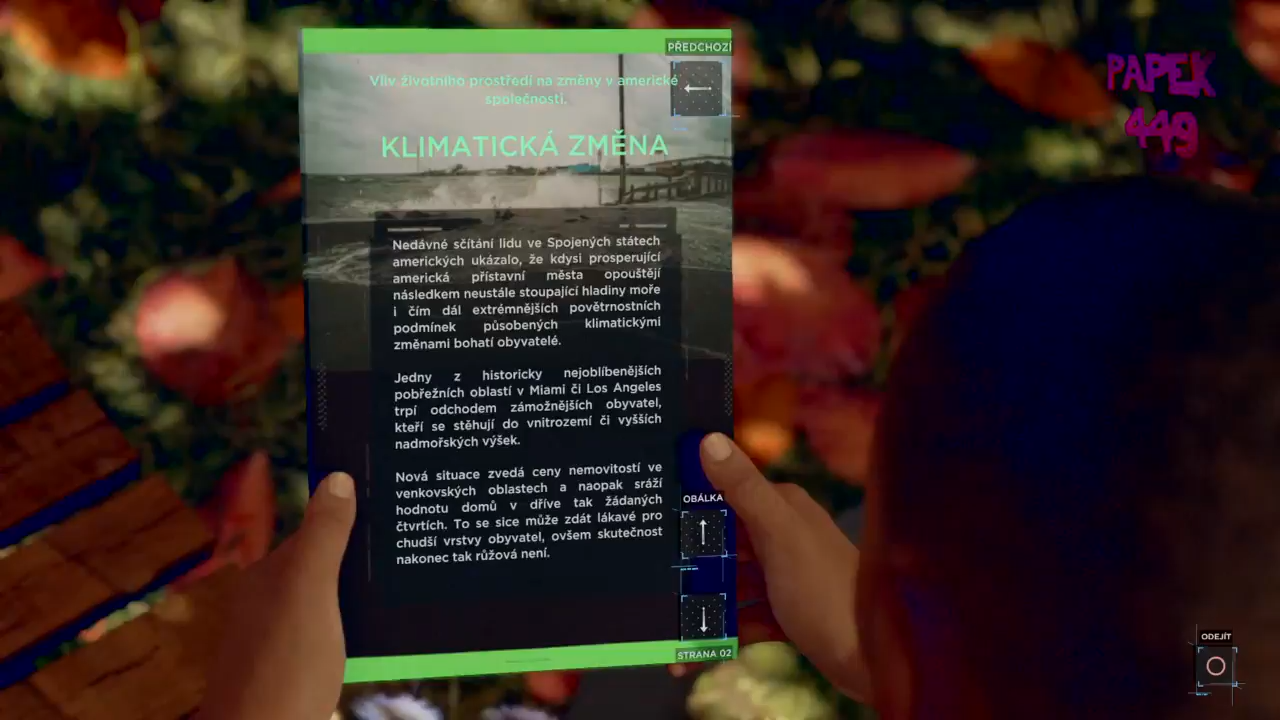 PŘEDCHOZÍ
Vliv životního prostředí na změny v americké
společnosti.
KLIMATICKÁ ZMĚNA
PAPEK
449
Nedávné sčítání lidu ve Spojených státech
amerických ukázalo, že kdysi prosperující
americká přístavní města opouštějí
následkem neustále stoupající hladiny moře
i čím dál extrémnějších povětrnostních
podmínek působených klimatickými
změnami bohatí obyvatelé.
Jedny z historicky nejoblíbenějších
pobřežních oblastí v Miami či Los Angeles
trpí odchodem zámožnějších obyvatel,
kteří se stěhují do vnitrozemí či vyšších
nadmořských výšek.
Nová situace zvedá ceny nemovitostí ve
venkovských oblastech a naopak sráží
hodnotu domů v dříve tak žádaných
čtvrtích. To se sice může zdát lákavé pro
chudší vrstvy obyvatel, ovšem skutečnost
nakonec tak růžová není.
OBÁLKA
STRANA 02
ODEJÍT